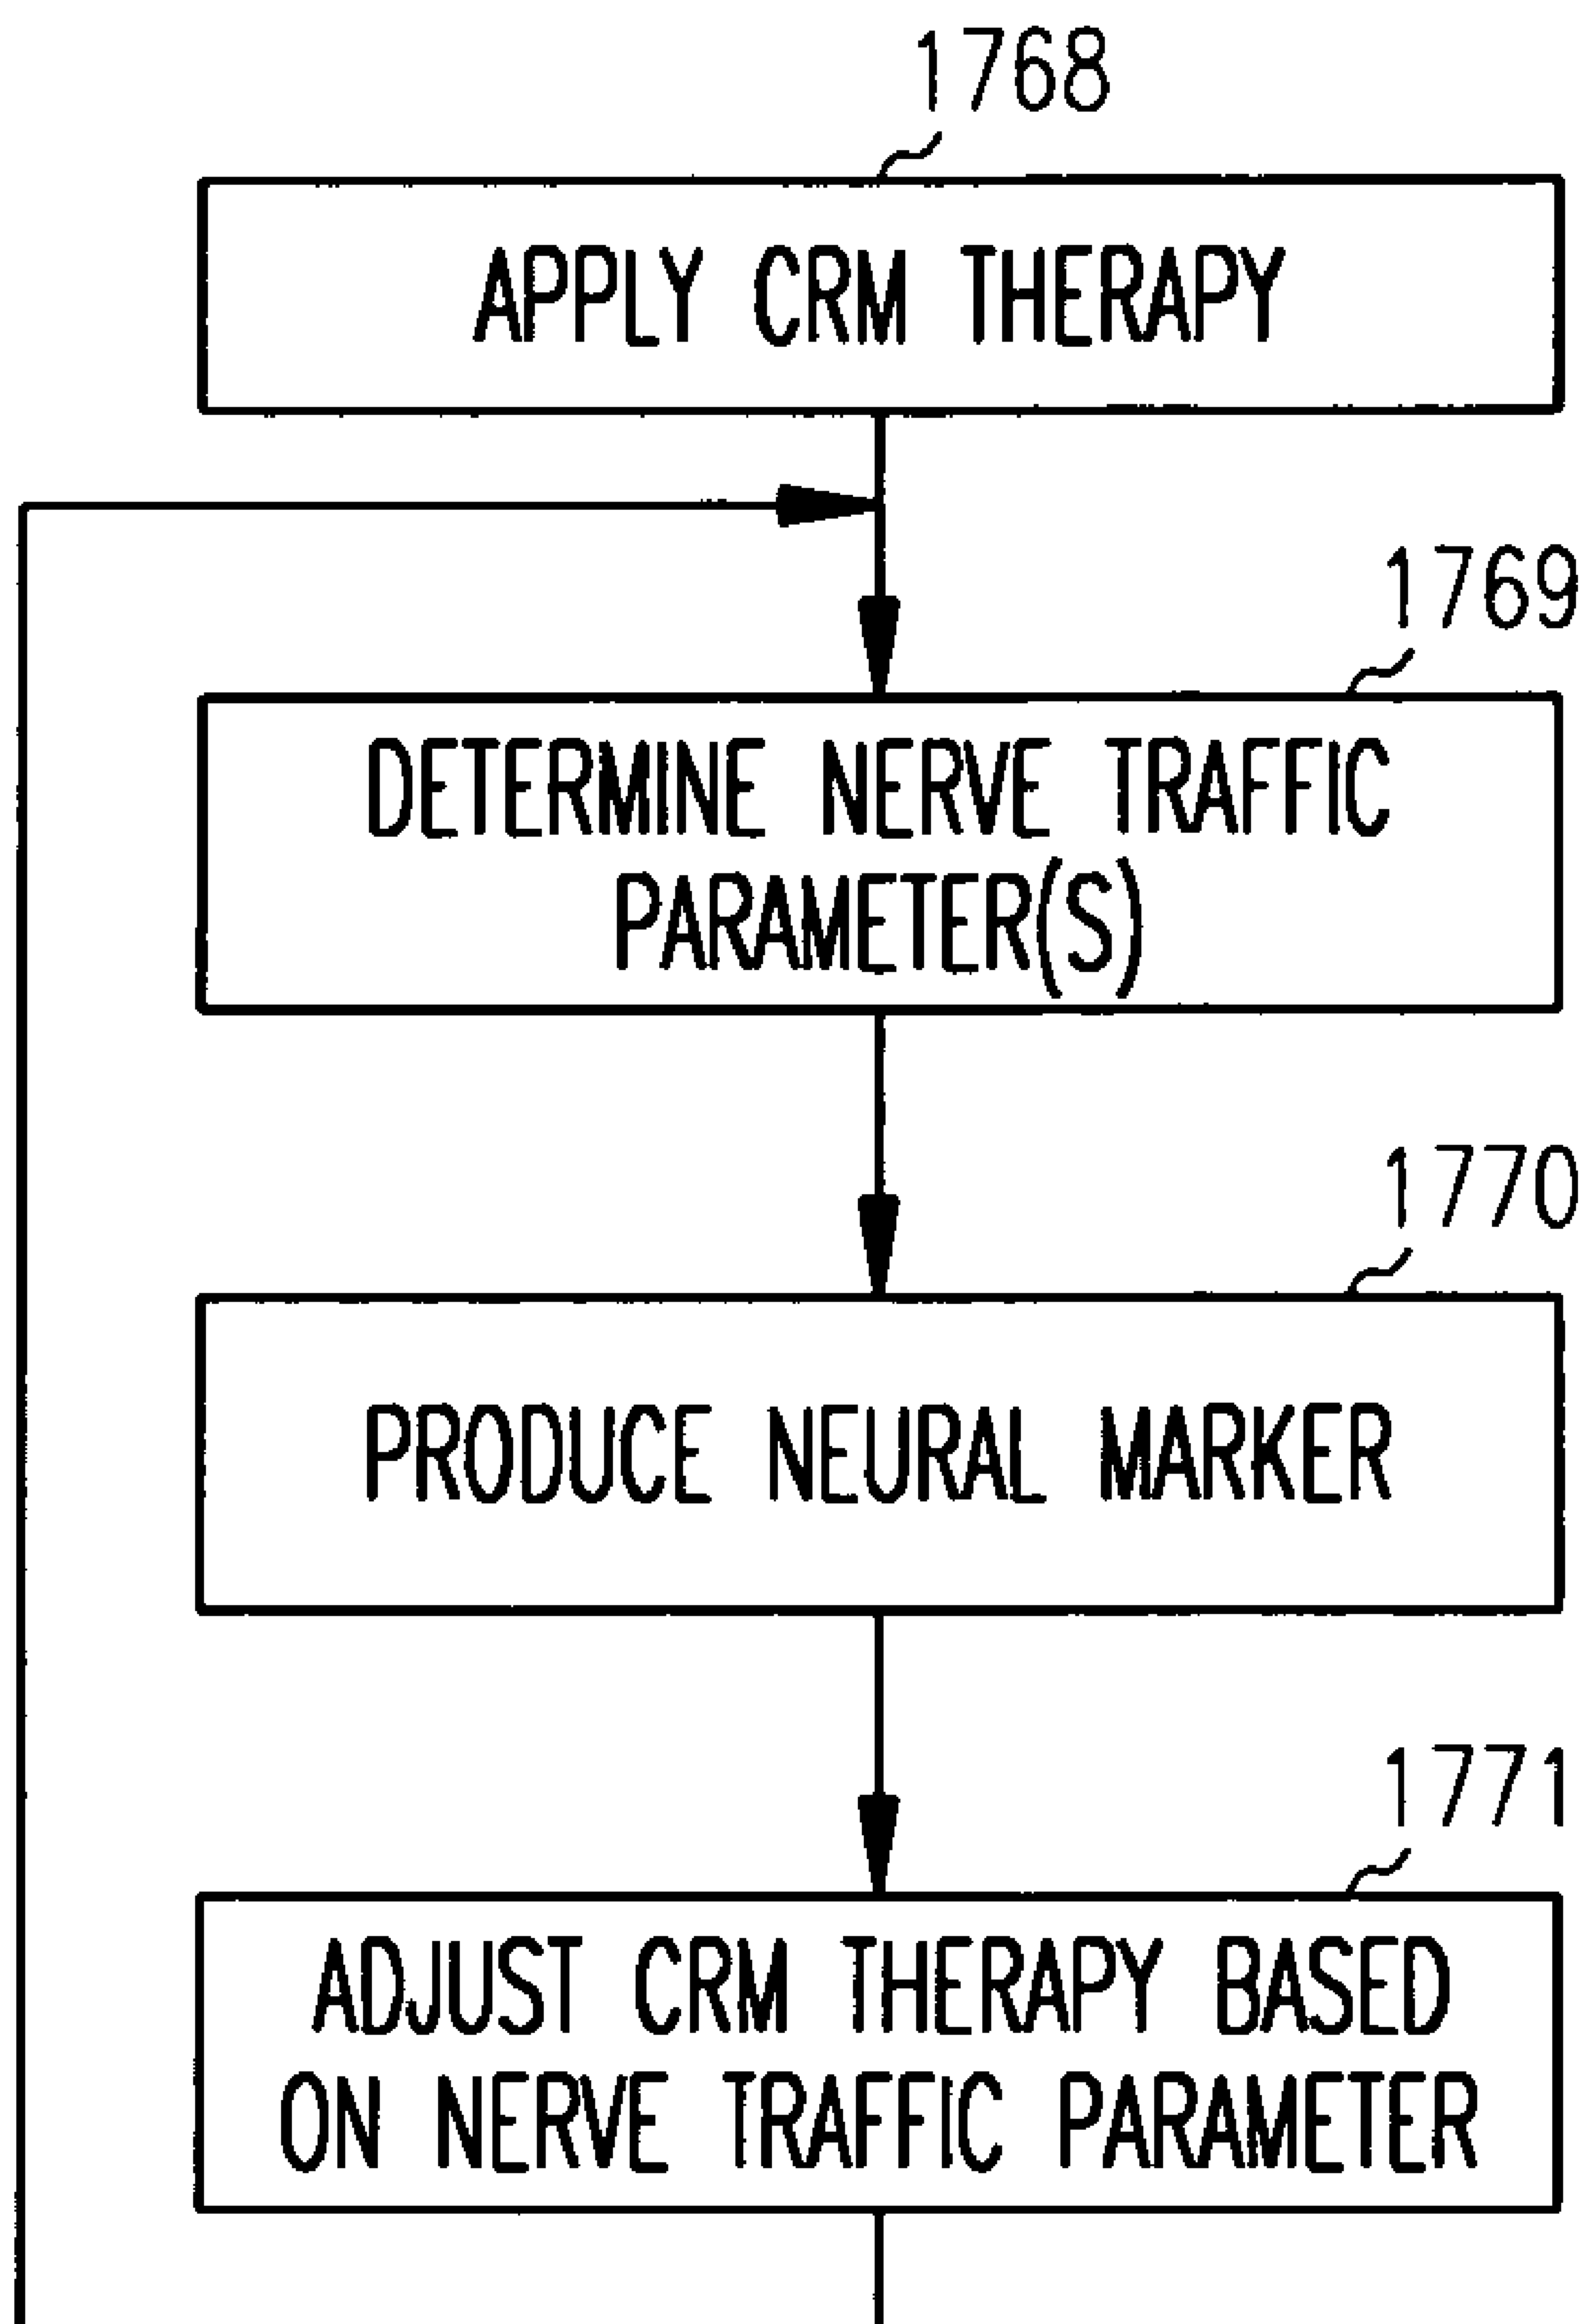 1768
APPLY CRM THERAPY
1769
DETERMINE NERVE TRAFFIC
PARAMETER(S)
1770
PRODUCE NEURAL MARKER
1771
ADJUST CRM THERAPY BASED
ON NERVE TRAFFIC PARAMETER